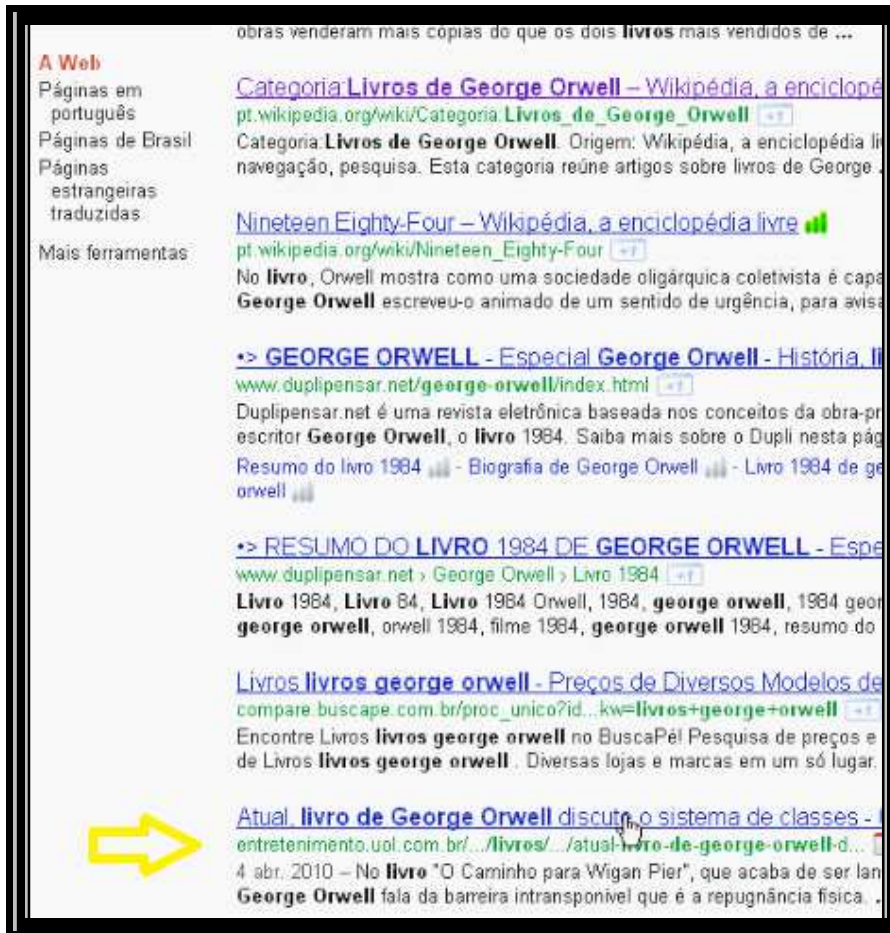 obras venderam mais cópias do que os dois livros mais vendidos de ...
A Web
Páginas em
português
Páginas de Brasil
Páginas
estrangeiras
traduzidas
Mais ferramentas
Categoria:Livros de George Orwell – Wikipédia, a enciclopé
pt.wikipedia.org/wiki/Categoria:Livros_de_George_Orwell +1
Categoria:Livros de George Orwell. Origem: Wikipédia, a enciclopédia li
navegação, pesquisa. Esta categoria reúne artigos sobre livros de George .
Nineteen Eighty-Four – Wikipédia, a enciclopédia livre
pt.wikipedia.org/wiki/Nineteen_Eighty-Four +1
No livro, Orwell mostra como uma sociedade oligárquica coletivista é capa
George Orwell escreveu-o animado de um sentido de urgência, para avisa
•> GEORGE ORWELL - Especial George Orwell - História, li
www.duplipensar.net/george-orwell/index.html +1
Duplipensar.net é uma revista eletrônica baseada nos conceitos da obra-pr
escritor George Orwell, o livro 1984. Saiba mais sobre o Dupli nesta pág
Resumo do livro 1984 - Biografia de George Orwell - Livro 1984 de ge
orwell
•> RESUMO DO LIVRO 1984 DE GEORGE ORWELL - Espe
www.duplipensar.net › George Orwell › Livro 1984 +1
Livro 1984, Livro 84, Livro 1984 Orwell, 1984, george orwell, 1984 geor
george orwell, orwell 1984, filme 1984, george orwell 1984, resumo do
Livros livros george orwell - Preços de Diversos Modelos de
compare.buscape.com.br/proc_unico?id...kw=livros+george+orwell +1
Encontre Livros livros george orwell no BuscaPé! Pesquisa de preços e
de Livros livros george orwell . Diversas lojas e marcas em um só lugar.
Atual, livro de George Orwell discute o sistema de classes -
entretenimento.uol.com.br/.../livros/.../atual-livro-de-george-orwell-d...
4 abr. 2010 – No livro "O Caminho para Wigan Pier", que acaba de ser lan
George Orwell fala da barreira intransponível que é a repugnância física. .